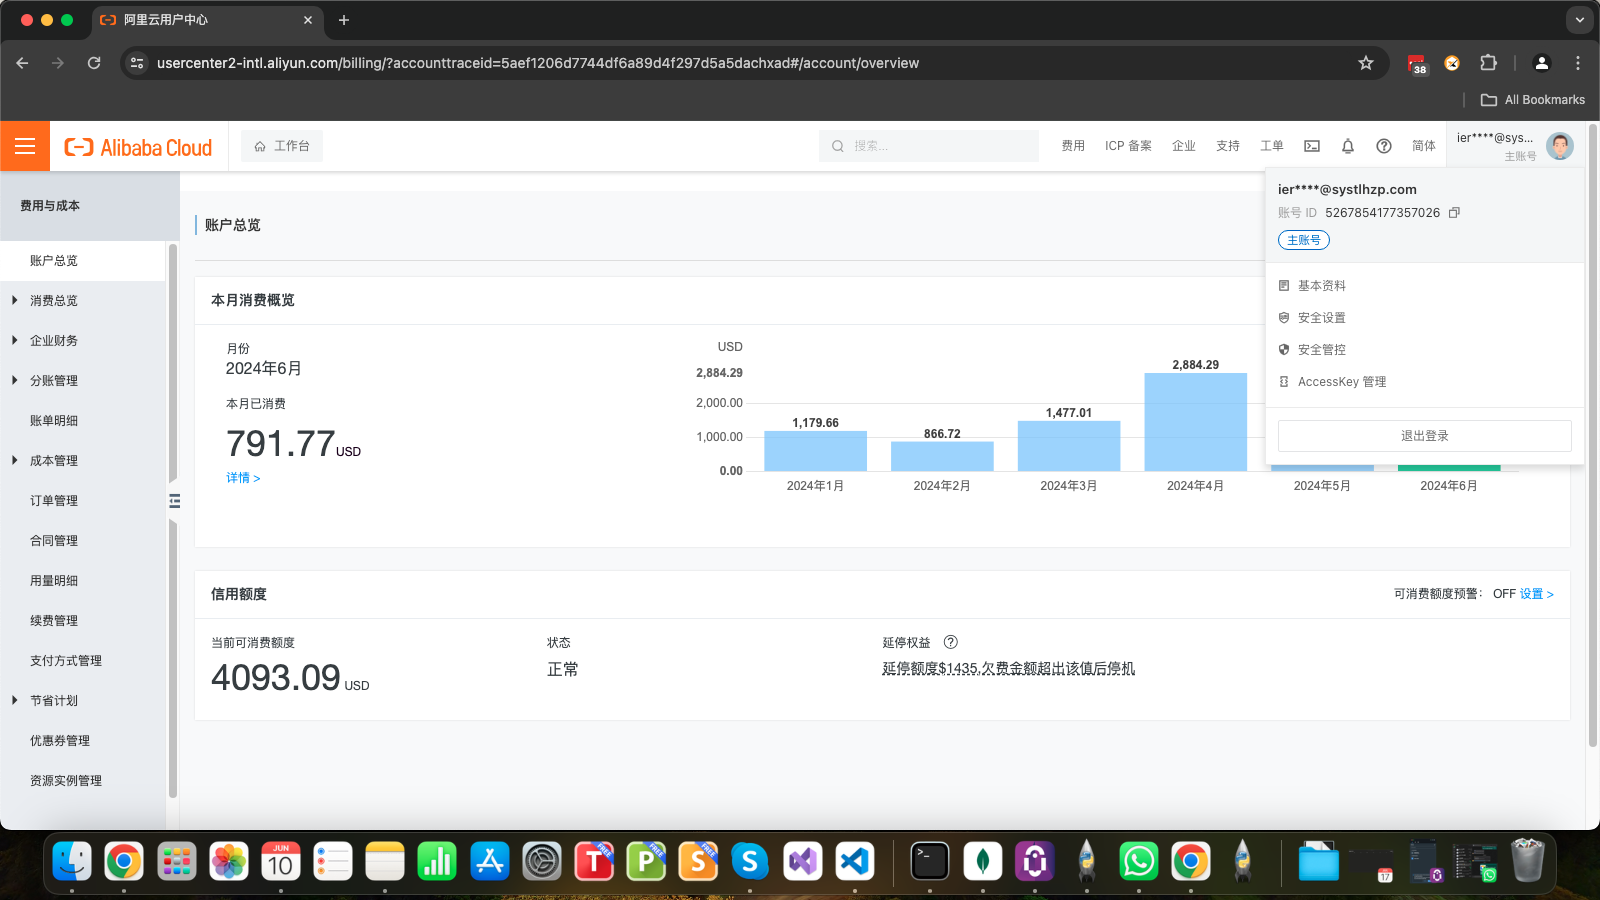 阿里云用户中心
usercenter2-intl.aliyun.com/billing/?accounttraceid=5aef1206d7744df6a89d4f297d5a5dachxad#/account/overview
38
All Bookmarks
Alibaba Cloud
工作台
搜索...
费用
ICP 备案
企业
支持
工单
简体
ier****@sys...
主账号
ier****@systlhzp.com
账号 ID 5267854177357026
主账号
基本资料
安全设置
安全管控
AccessKey 管理
退出登录
费用与成本
账户总览
消费总览
企业财务
分账管理
账单明细
成本管理
订单管理
合同管理
用量明细
续费管理
支付方式管理
节省计划
优惠券管理
资源实例管理
账户总览
本月消费概览
月份
2024年6月
本月已消费
791.77 USD
详情 >
USD
2,884.29
2,000.00
1,000.00
0.00
1,179.66
866.72
1,477.01
2,884.29
2024年1月
2024年2月
2024年3月
2024年4月
2024年5月
2024年6月
信用额度
可消费额度预警： OFF 设置 >
当前可消费额度
4093.09 USD
状态
正常
延停权益
延停额度$1435,欠费金额超出该值后停机
JUN
10
T
FREE
P
FREE
S
FREE
17